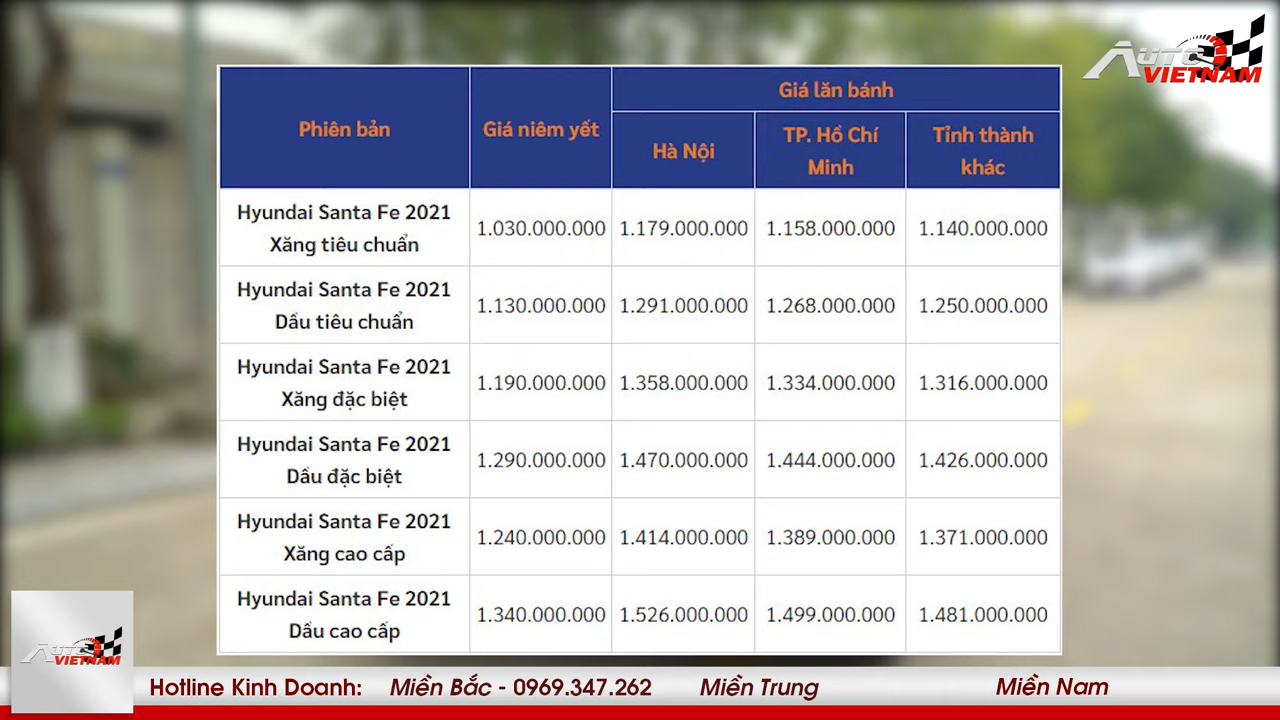 AUTO
VIETNAM
Phiên bản
Giá niêm yết
Giá lăn bánh
Hà Nội
TP. Hồ Chí
Minh
Tỉnh thành
khác
Hyundai Santa Fe 2021
Xăng tiêu chuẩn
1.030.000.000
1.179.000.000
1.158.000.000
1.140.000.000
Hyundai Santa Fe 2021
Dầu tiêu chuẩn
1.130.000.000
1.291.000.000
1.268.000.000
1.250.000.000
Hyundai Santa Fe 2021
Xăng đặc biệt
1.190.000.000
1.358.000.000
1.334.000.000
1.316.000.000
Hyundai Santa Fe 2021
Dầu đặc biệt
1.290.000.000
1.470.000.000
1.444.000.000
1.426.000.000
Hyundai Santa Fe 2021
Xăng cao cấp
1.240.000.000
1.414.000.000
1.389.000.000
1.371.000.000
Hyundai Santa Fe 2021
Dầu cao cấp
1.340.000.000
1.526.000.000
1.499.000.000
1.481.000.000
AUTO
VIETNAM
Hotline Kinh Doanh: Miền Bắc - 0969.347.262 Miền Trung Miền Nam